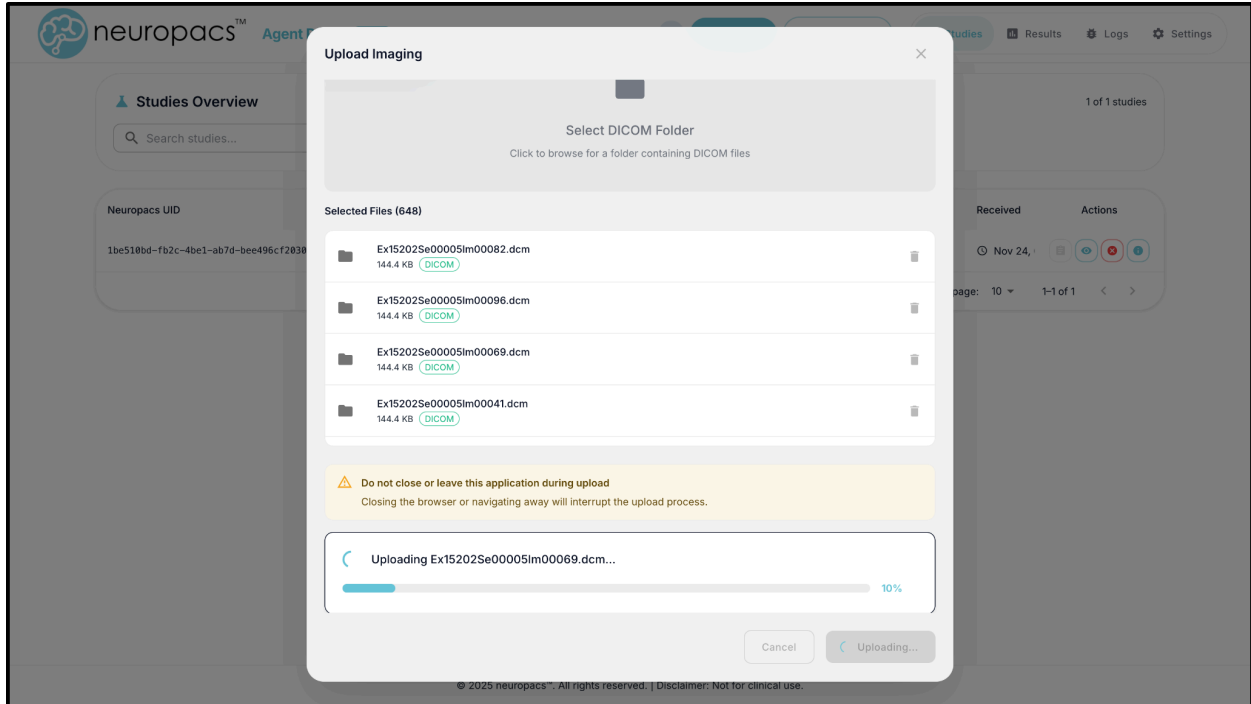 neuropacs™ Agent
Studies Results Logs Settings
Upload Imaging
Studies Overview
1 of 1 studies
Search studies...
Select DICOM Folder
Click to browse for a folder containing DICOM files
Neuropacs UID
Received Actions
Selected Files (648)
1be510bd-fb2c-4be1-ab7d-bee496cf2030
Nov 24,
page: 10 1–1 of 1
Ex15202Se00005Im00082.dcm
144.4 KB DICOM
Ex15202Se00005Im00096.dcm
144.4 KB DICOM
Ex15202Se00005Im00069.dcm
144.4 KB DICOM
Ex15202Se00005Im00041.dcm
144.4 KB DICOM
Do not close or leave this application during upload
Closing the browser or navigating away will interrupt the upload process.
Uploading Ex15202Se00005Im00069.dcm...
10%
Cancel Uploading...
© 2025 neuropacs™. All rights reserved. | Disclaimer: Not for clinical use.